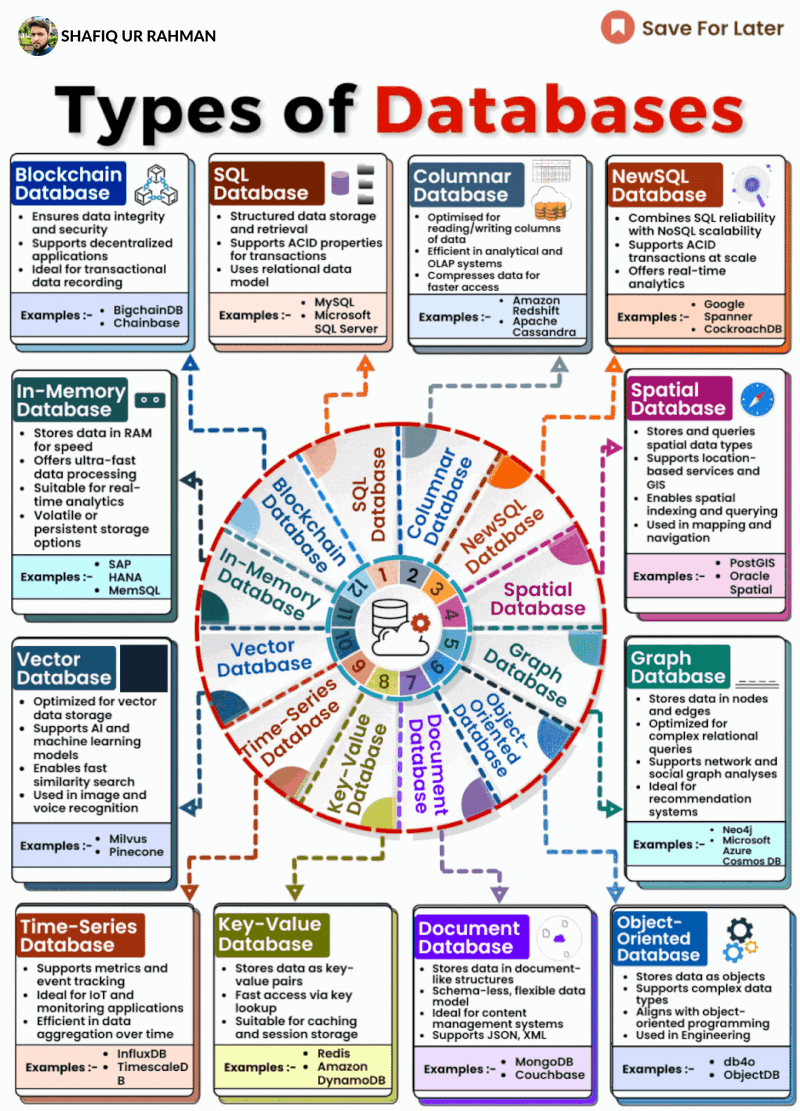 SHAFIQ UR RAHMAN
Save For Later
Types of Databases
Blockchain
Database
• Ensures data integrity
and security
• Supports decentralized
applications
• Ideal for transactional
data recording
Examples :-
• BigchainDB
• Chainbase
SQL
Database
• Structured data storage
and retrieval
• Supports ACID properties
for transactions
• Uses relational data
model
Examples :-
• MySQL
• Microsoft
SQL Server
Columnar
Database
• Optimised for
reading/writing columns
of data
• Efficient in analytical and
OLAP systems
• Compresses data for
faster access
Examples :-
• Amazon
Redshift
• Apache
Cassandra
NewSQL
Database
• Combines SQL reliability
with NoSQL scalability
• Supports ACID
transactions at scale
• Offers real-time
analytics
Examples :-
• Google
Spanner
• CockroachDB
In-Memory
Database
• Stores data in RAM
for speed
• Offers ultra-fast
data processing
• Suitable for real-
time analytics
• Volatile or
persistent storage
options
Examples :-
• SAP
HANA
• MemSQL
Spatial
Database
• Stores and queries
spatial data types
• Supports location-
based services and
GIS
• Enables spatial
indexing and querying
• Used in mapping and
navigation
Examples :-
• PostGIS
• Oracle
Spatial
SQL
Database
Columnar
Database
NewSQL
Database
Spatial
Database
Graph
Database
Object-
Oriented
Database
Document
Database
Key-Value
Database
Time-Series
Database
Vector
Database
In-Memory
Database
Blockchain
Database
1
2
3
4
5
6
7
8
9
10
11
12
Vector
Database
• Optimized for vector
data storage
• Supports AI and
machine learning
models
• Enables fast
similarity search
• Used in image and
voice recognition
Examples :-
• Milvus
• Pinecone
Graph
Database
• Stores data in nodes
and edges
• Optimized for
complex relational
queries
• Supports network and
social graph analyses
• Ideal for
recommendation
systems
Examples :-
• Neo4j
• Microsoft
Azure
Cosmos DB
Time-Series
Database
• Supports metrics and
event tracking
• Ideal for IoT and
monitoring applications
• Efficient in data
aggregation over time
Examples :-
• InfluxDB
• TimescaleD
B
Key-Value
Database
• Stores data as key-
value pairs
• Fast access via key
lookup
• Suitable for caching
and session storage
Examples :-
• Redis
• Amazon
DynamoDB
Document
Database
• Stores data in document-
like structures
• Schema-less, flexible data
model
• Ideal for content
management systems
• Supports JSON, XML
Examples :-
• MongoDB
• Couchbase
Object-
Oriented
Database
• Stores data as objects
• Supports complex data
types
• Aligns with object-
oriented programming
• Used in Engineering
Examples :-
• db4o
• ObjectDB